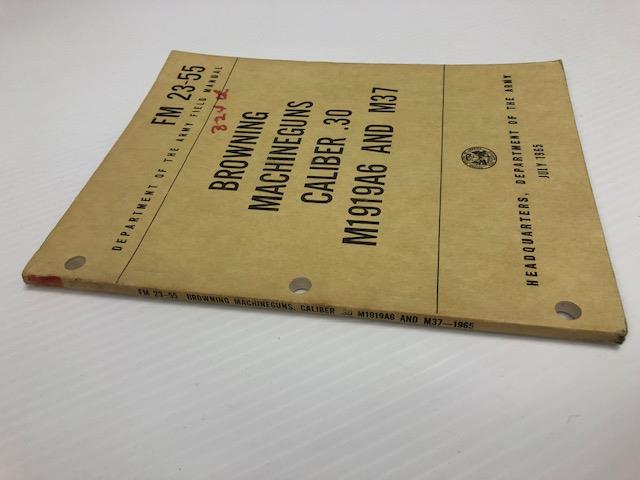 FM 23-55
DEPARTMENT OF THE ARMY FIELD MANUAL
BROWNING
MACHINEGUNS
CALIBER .30
M1919A6 AND M37
HEADQUARTERS, DEPARTMENT OF THE ARMY
JULY 1965
FM 23-55 BROWNING MACHINEGUNS, CALIBER .30 M1919A6 AND M37—1965